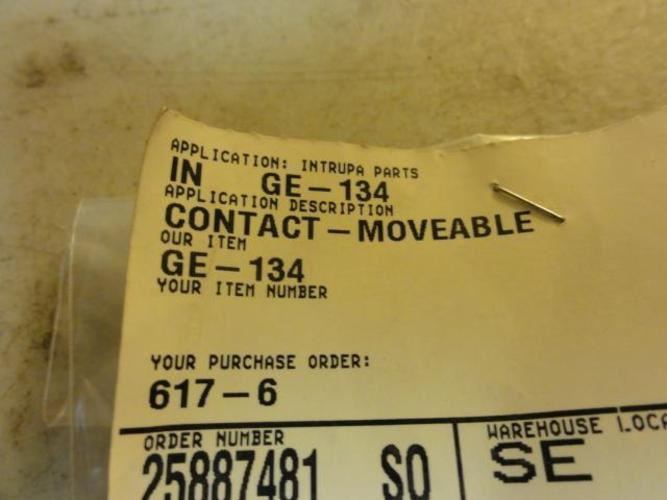 APPLICATION: INTRUPA PARTS
IN GE-134
APPLICATION DESCRIPTION
CONTACT-MOVEABLE
OUR ITEM
GE-134
YOUR ITEM NUMBER
YOUR PURCHASE ORDER:
617-6
ORDER NUMBER
25887481 SO
WAREHOUSE LOCA
SE